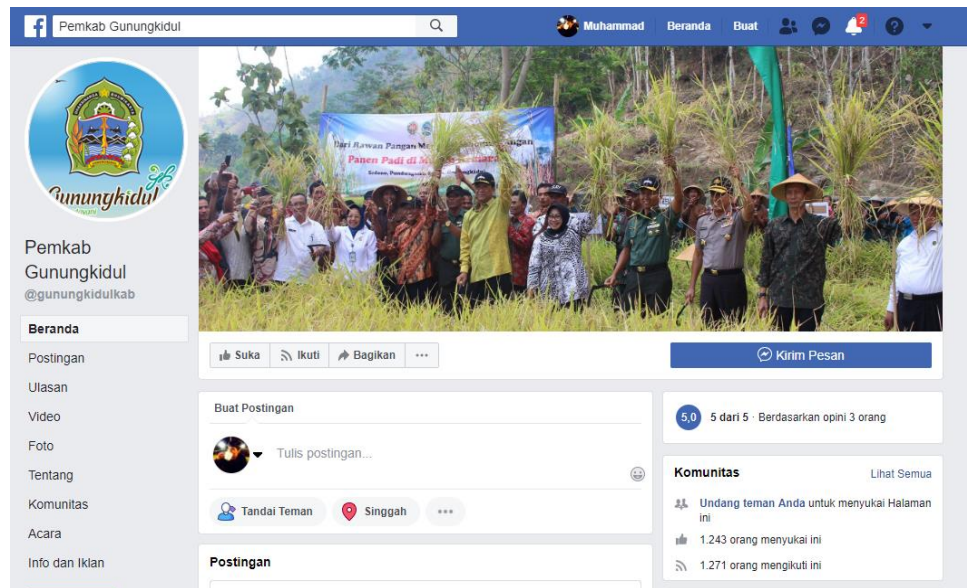 Pemkab Gunungkidul
Muhammad
Beranda
Buat
2
Gunungkidul
Dari Rawan Pangan
Panen Padi di
Pemkab
Gunungkidul
@gunungkidulkab
Beranda
Postingan
Ulasan
Video
Foto
Tentang
Komunitas
Acara
Info dan Iklan
Suka
Ikuti
Bagikan
Kirim Pesan
Buat Postingan
Tulis postingan...
Tandai Teman
Singgah
Postingan
5,0 5 dari 5 · Berdasarkan opini 3 orang
Komunitas Lihat Semua
Undang teman Anda untuk menyukai Halaman
ini
1.243 orang menyukai ini
1.271 orang mengikuti ini